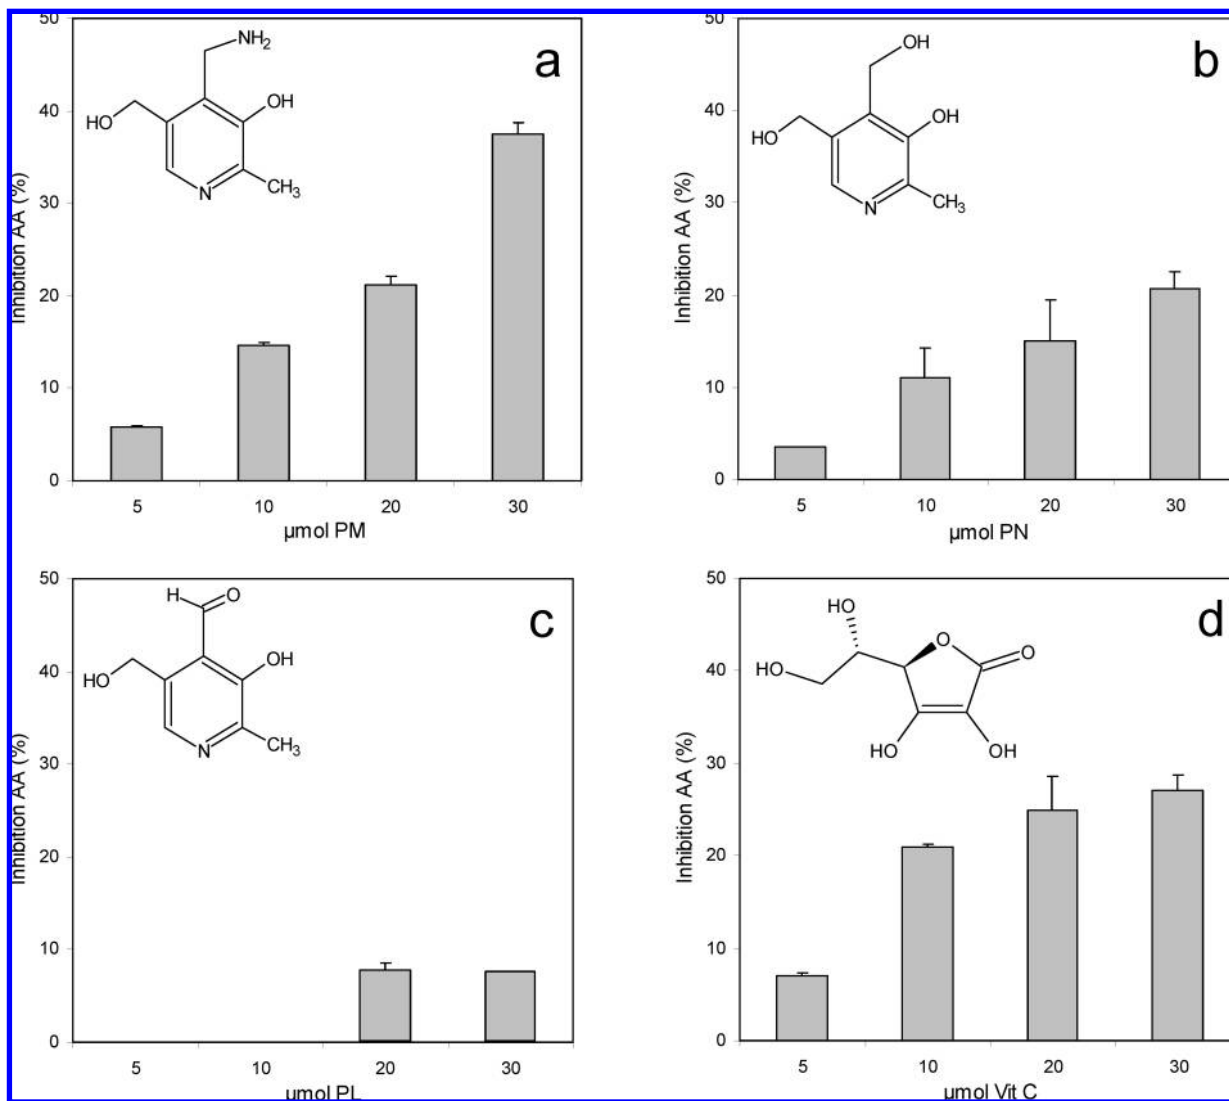 a
50
40
30
20
10
0
Inhibition AA (%)
NH2
HO
OH
N
CH3
5 10 20 30
µmol PM
b
50
40
30
20
10
0
Inhibition AA (%)
OH
HO
OH
N
CH3
5 10 20 30
µmol PN
c
50
40
30
20
10
0
Inhibition AA (%)
H O
HO
OH
N
CH3
5 10 20 30
µmol PL
d
50
40
30
20
10
0
Inhibition AA (%)
HO
HO
O
O
HO
OH
5 10 20 30
µmol Vit C